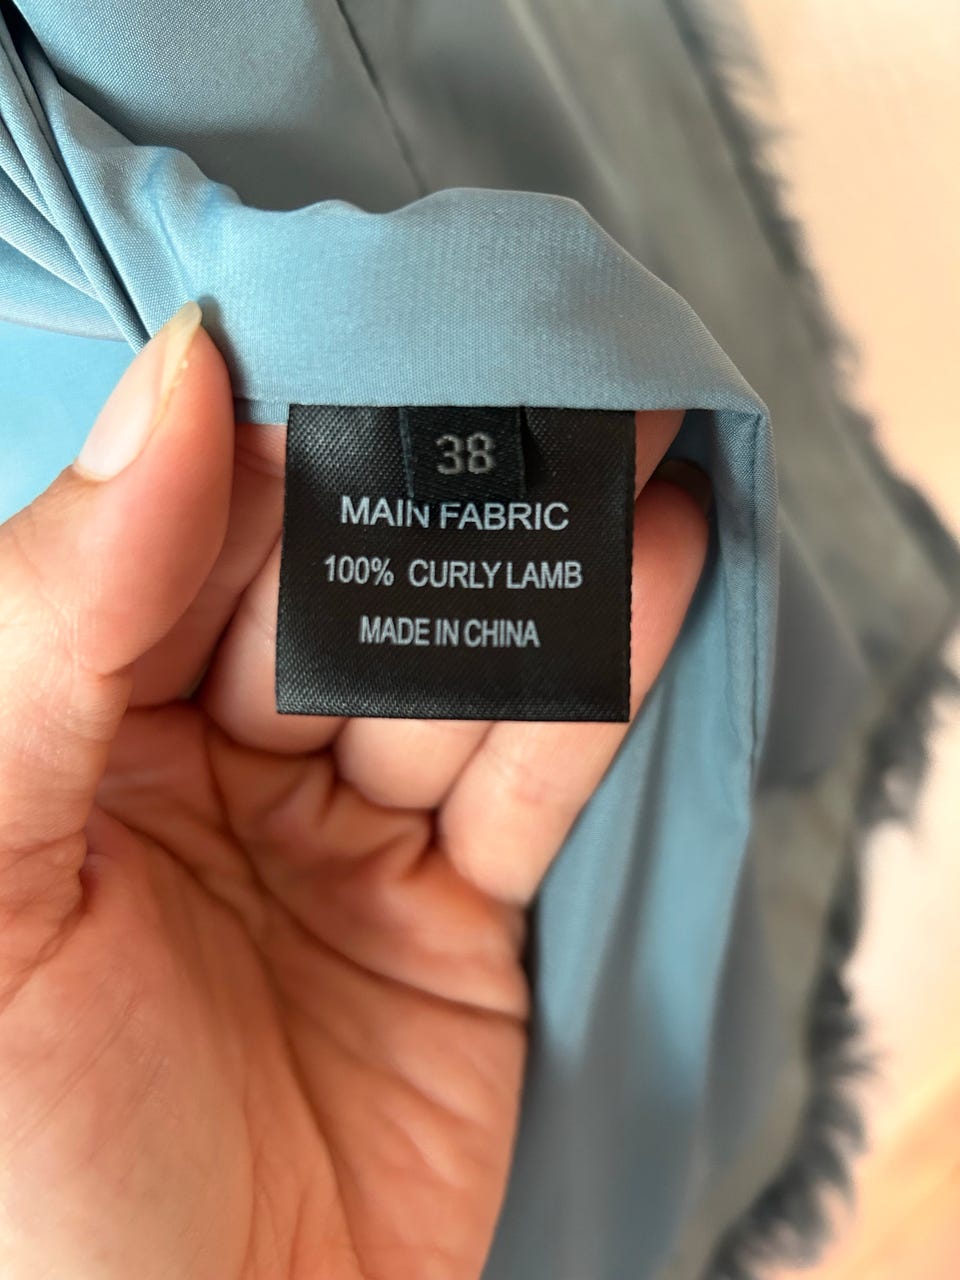 38
MAIN FABRIC
100% CURLY LAMB
MADE IN CHINA